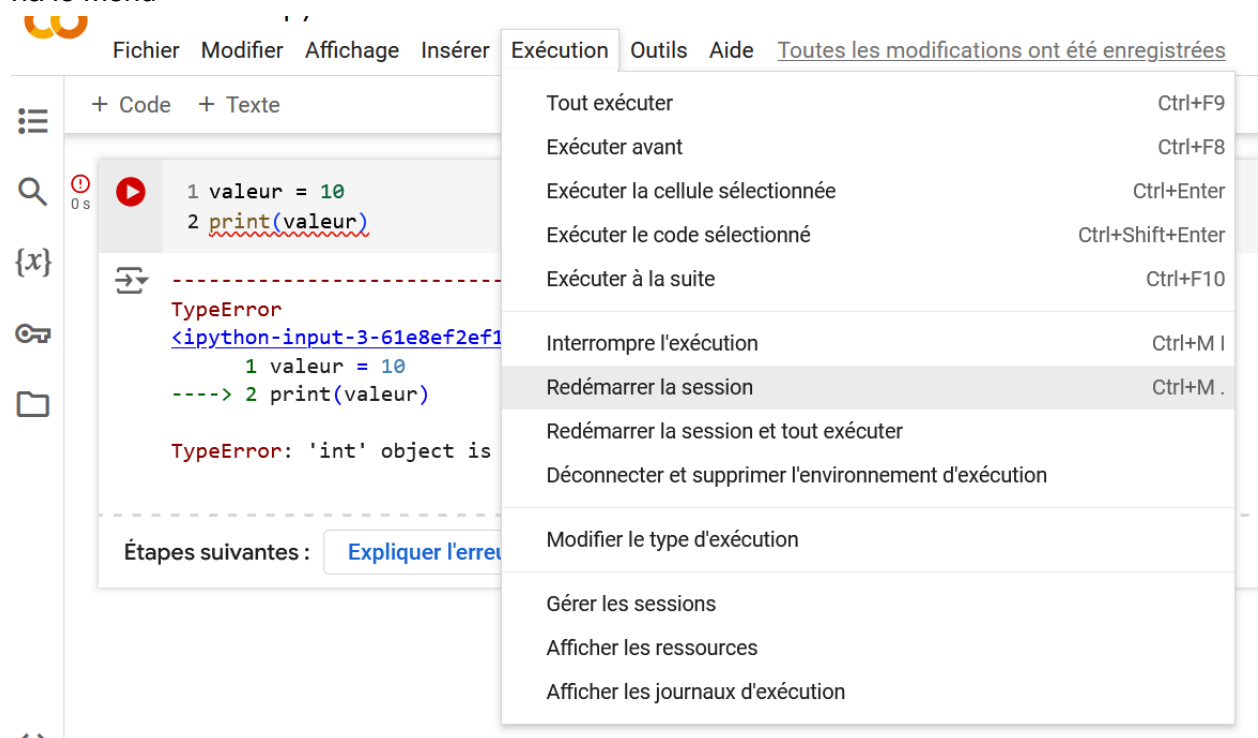 Fichier Modifier Affichage Insérer Exécution Outils Aide Toutes les modifications ont été enregistrées
+ Code + Texte
Tout exécuter Ctrl+F9
Exécuter avant Ctrl+F8
Exécuter la cellule sélectionnée Ctrl+Enter
Exécuter le code sélectionné Ctrl+Shift+Enter
Exécuter à la suite Ctrl+F10
Interrompre l'exécution Ctrl+M I
Redémarrer la session Ctrl+M .
Redémarrer la session et tout exécuter
Déconnecter et supprimer l'environnement d'exécution
Modifier le type d'exécution
Gérer les sessions
Afficher les ressources
Afficher les journaux d'exécution
{x}
0 s
1 valeur = 10
2 print(valeur)
---------------------------
TypeError
<ipython-input-3-61e8ef2ef1
1 valeur = 10
----> 2 print(valeur)
TypeError: 'int' object is
Étapes suivantes : Expliquer l'erreu